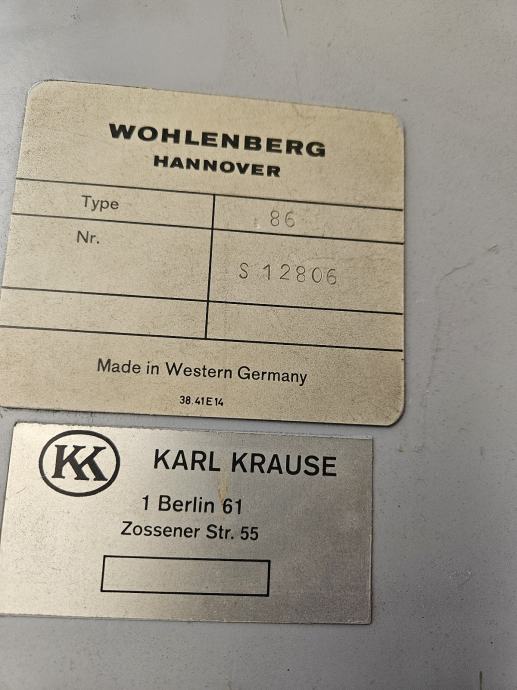 WOHLENBERG
HANNOVER
Type 86
Nr. S 12806
Made in Western Germany
38.41E14
KK KARL KRAUSE
1 Berlin 61
Zossener Str. 55